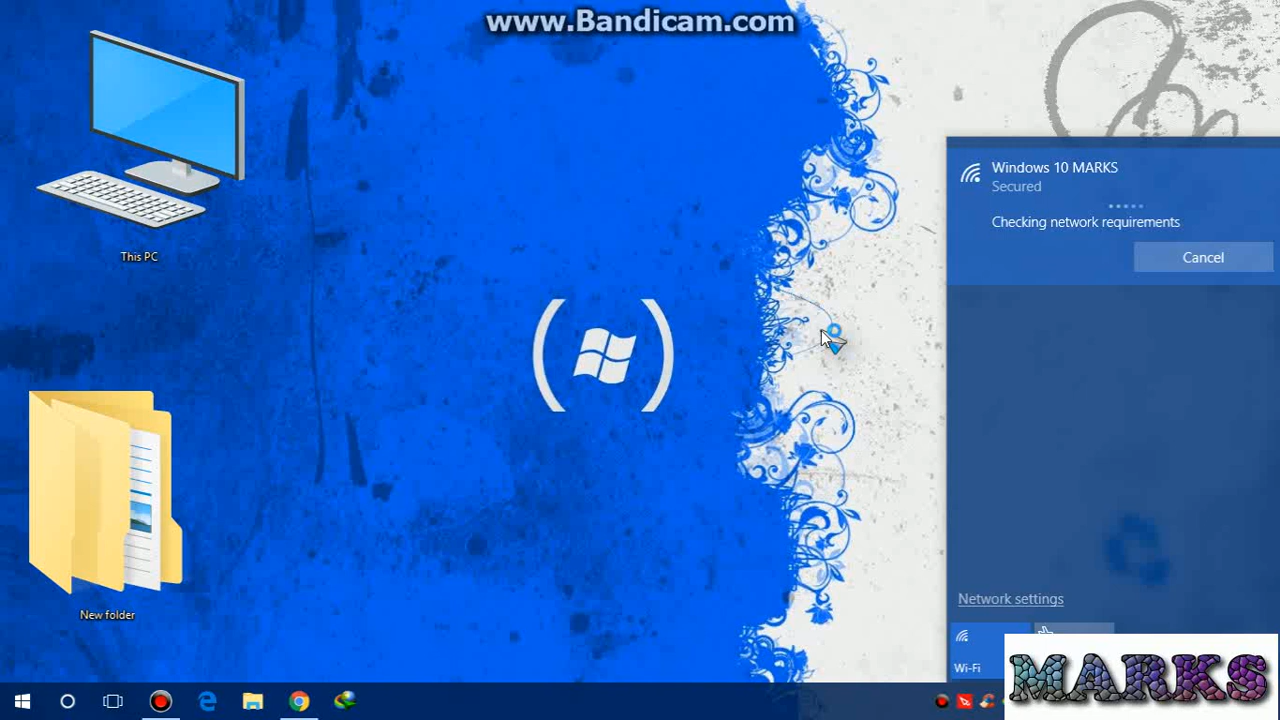 www.Bandicam.com
This PC
New folder
Windows 10 MARKS
Secured
Checking network requirements
Cancel
Network settings
Wi-Fi
MARKS